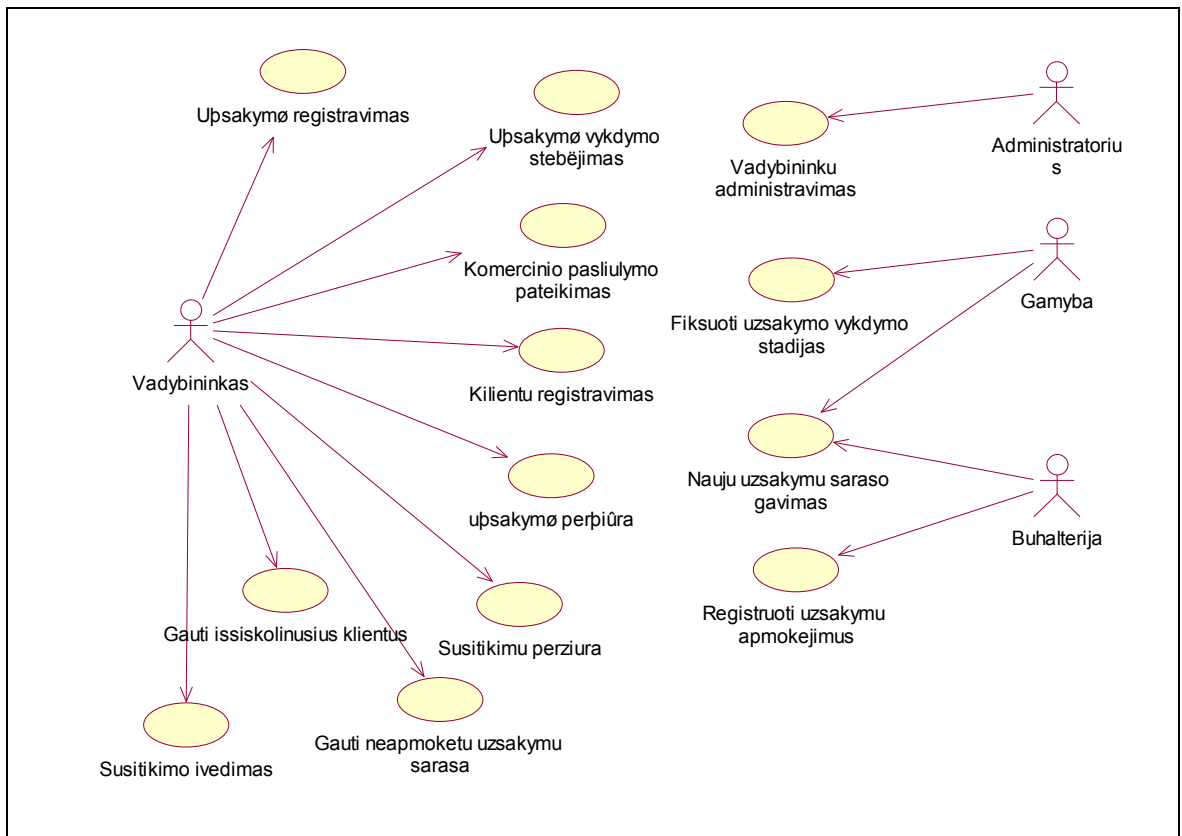 Uþsakymø registravimas
Uþsakymø vykdymo
stebëjimas
Komercinio pasliulymo
pateikimas
Kilientu registravimas
Vadybininkas
uþsakymø perþiûra
Gauti issiskolinusius klientus
Susitikimu perziura
Susitikimo ivedimas
Gauti neapmoketu uzsakymu
sarasa
Vadybininku
administravimas
Administratoriu
s
Fiksuoti uzsakymo vykdymo
stadijas
Gamyba
Nauju uzsakymu saraso
gavimas
Buhalterija
Registruoti uzsakymu
apmokejimus